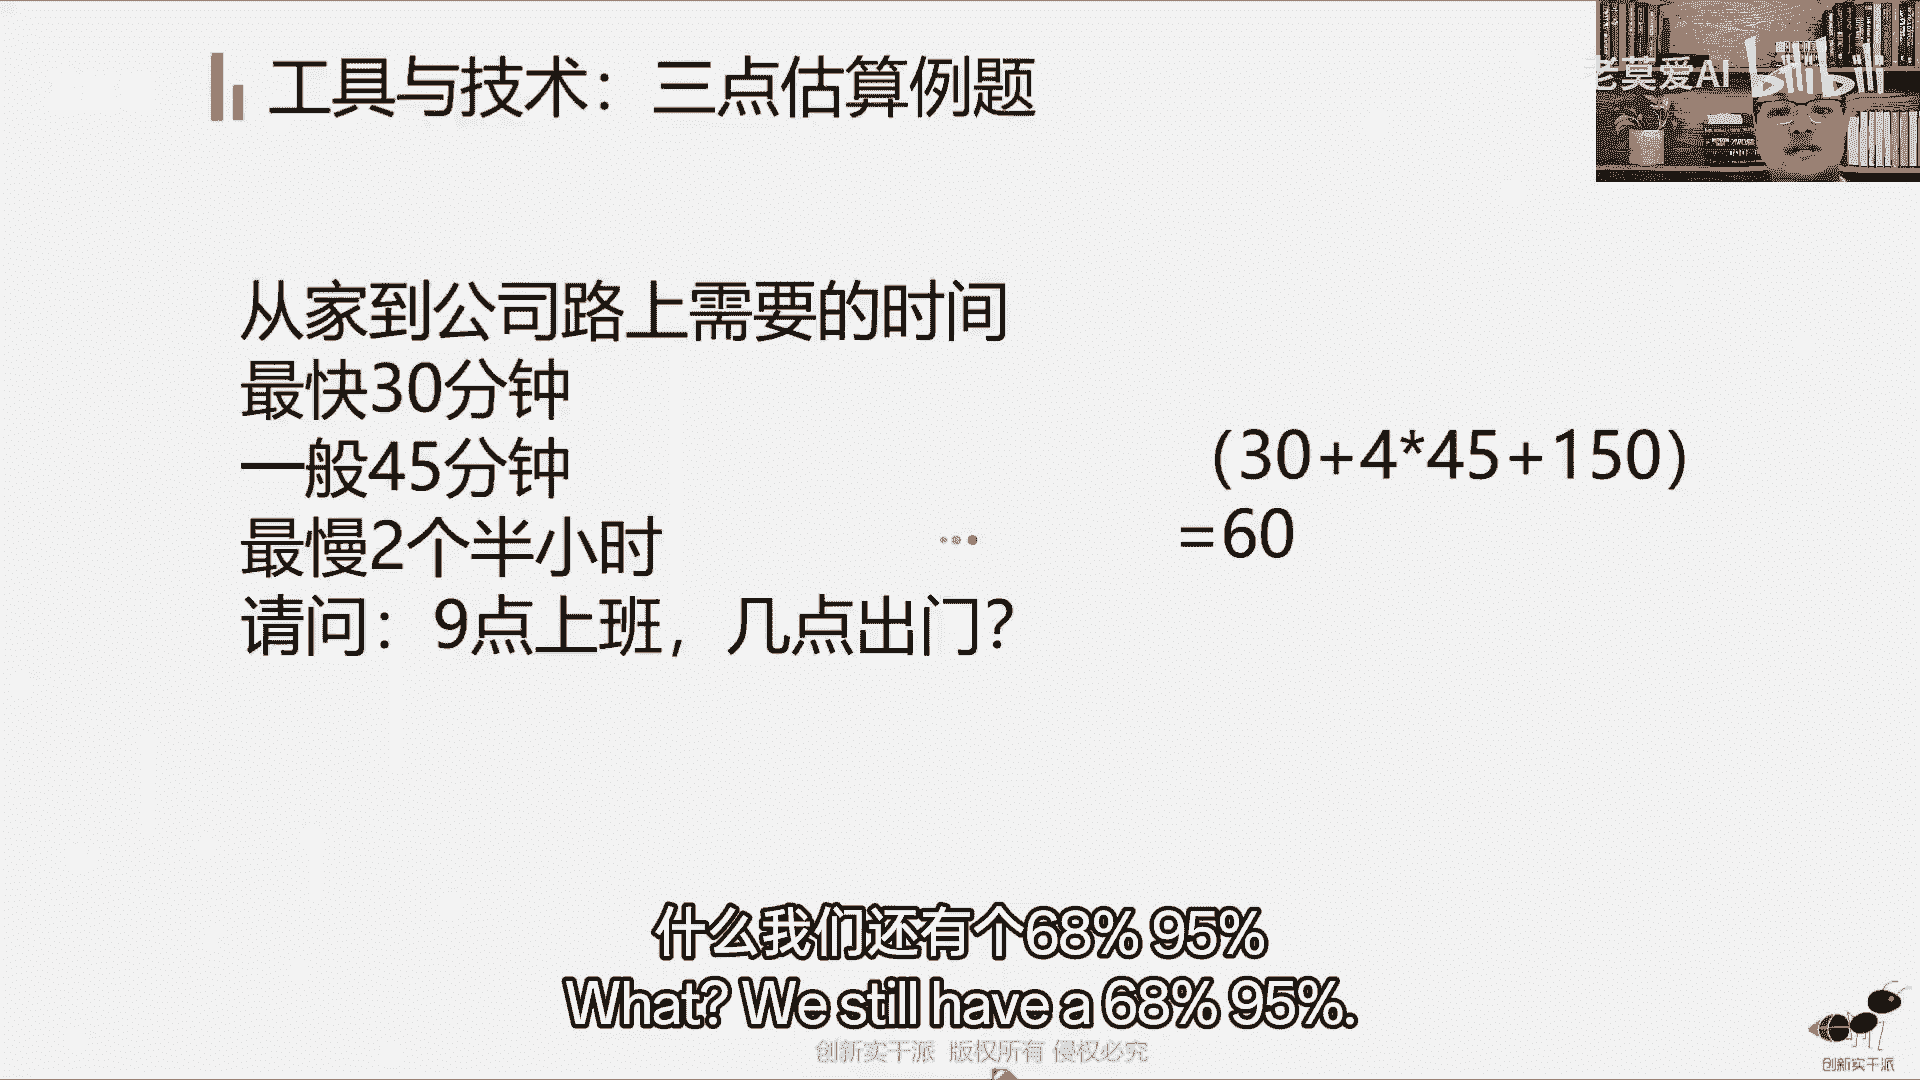 工具与技术：三点估算例题
老莫爱AI bilibili
从家到公司路上需要的时间
最快30分钟
一般45分钟
最慢2个半小时
请问：9点上班，几点出门？
（30+4*45+150）
=60
什么我们还有个68% 95%
What? We still have a 68% 95%.
创新实干派 版权所有 侵权必究
创新实干派